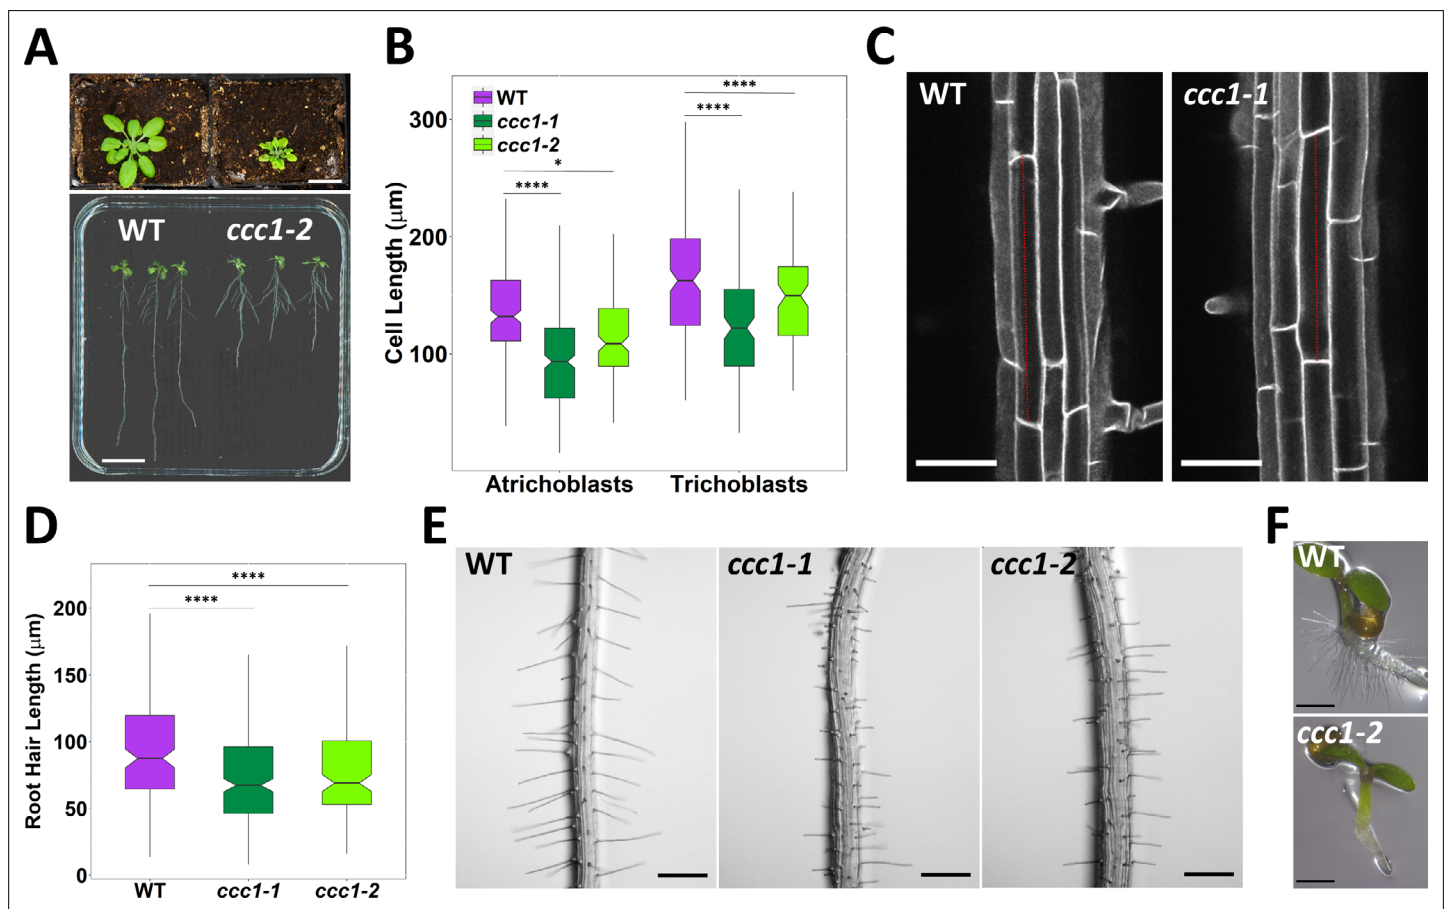 A
WT
ccc1-2
B
Cell Length (μm)
300
200
100
WT
ccc1-1
ccc1-2
*
****
****
****
Atrichoblasts
Trichoblasts
C
WT
ccc1-1
D
Root Hair Length (μm)
200
150
100
50
0
****
****
WT
ccc1-1
ccc1-2
E
WT
ccc1-1
ccc1-2
F
WT
ccc1-2